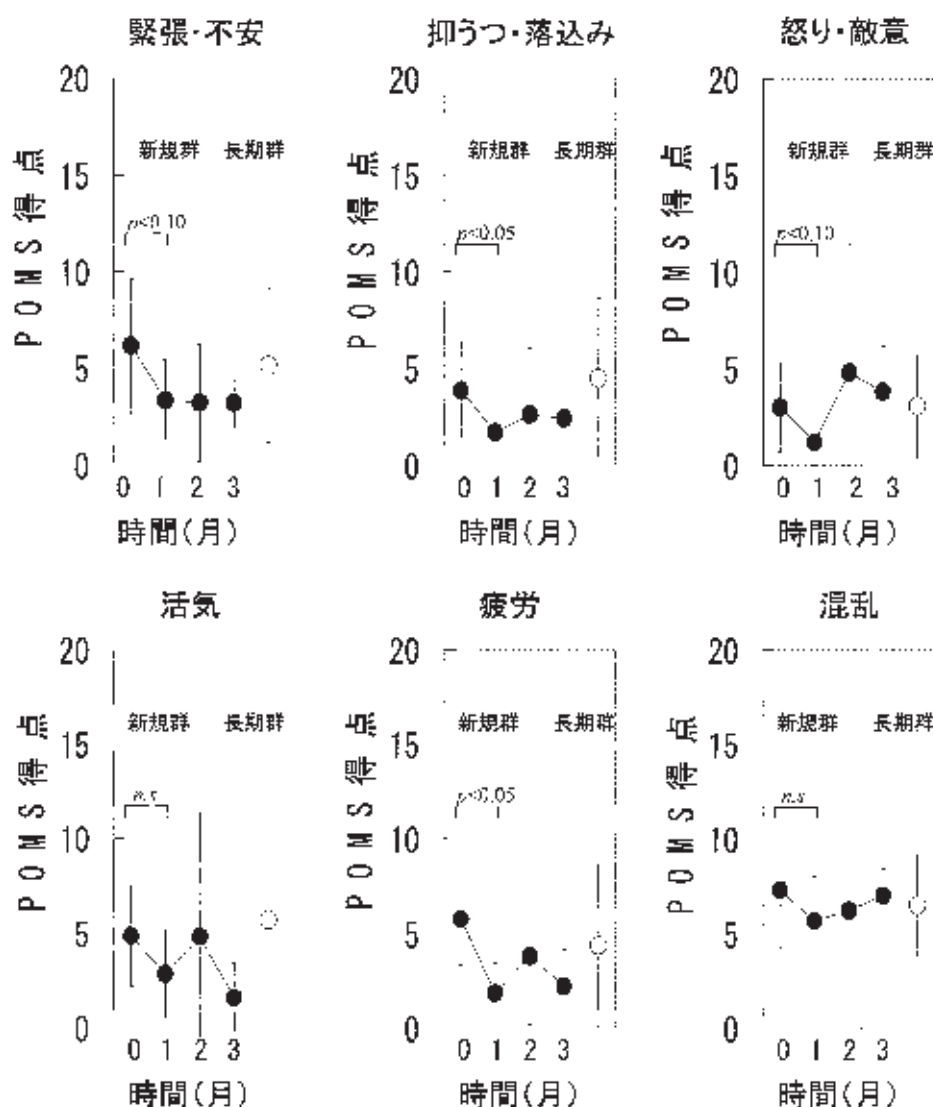 緊張・不安
POMS得点
20
15
10
5
0
新規群 長期群
p<0.10
0 1 2 3
時間(月)
抑うつ・落込み
POMS得点
20
15
10
5
0
新規群 長期群
p<0.05
0 1 2 3
時間(月)
怒り・敵意
POMS得点
20
15
10
5
0
新規群 長期群
p<0.10
0 1 2 3
時間(月)
活気
POMS得点
20
15
10
5
0
新規群 長期群
n.s
0 1 2 3
時間(月)
疲労
POMS得点
20
15
10
5
0
新規群 長期群
p<0.05
0 1 2 3
時間(月)
混乱
POMS得点
20
15
10
5
0
新規群 長期群
n.s
0 1 2 3
時間(月)